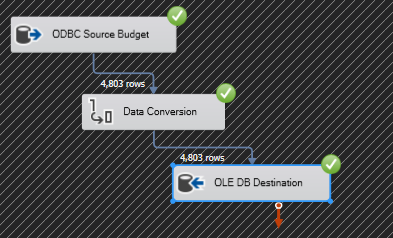 ODBC Source Budget
4,803 rows
Data Conversion
4,803 rows
OLE DB Destination